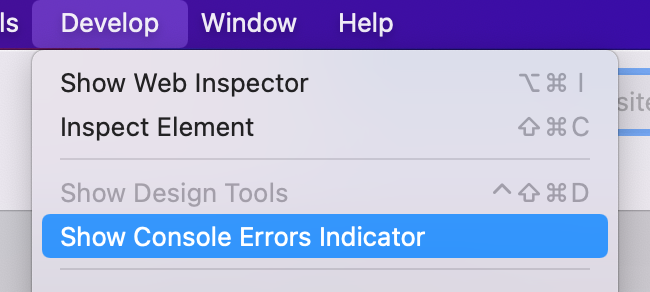 ls Develop Window Help
Show Web Inspector ⌥⌘I
Inspect Element ⇧⌘C
site
Show Design Tools ^⇧⌘D
Show Console Errors Indicator